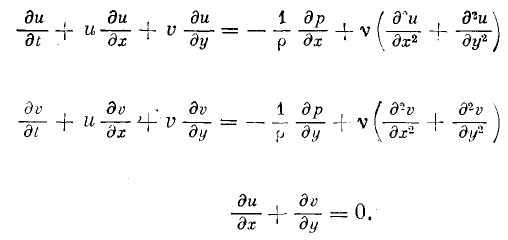 ∂u/∂t + u ∂u/∂x + v ∂u/∂y = − 1/ρ ∂p/∂x + ν(∂²u/∂x² + ∂²u/∂y²)
∂v/∂t + u ∂v/∂x + v ∂v/∂y = − 1/ρ ∂p/∂y + ν(∂²v/∂x² + ∂²v/∂y²)
∂u/∂x + ∂v/∂y = 0.